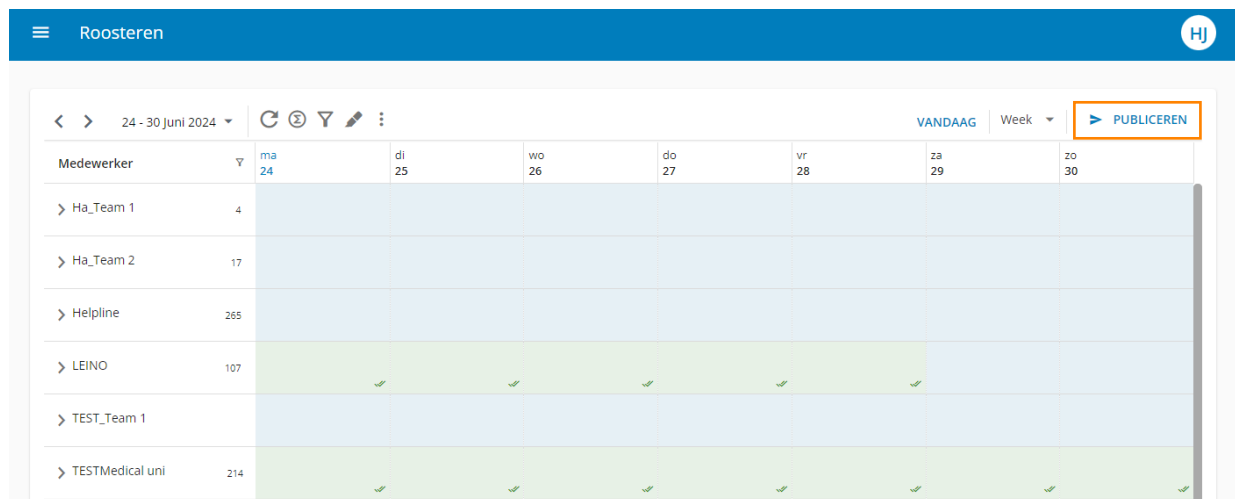 Roosteren
HJ
24 - 30 Juni 2024
VANDAAG
Week
PUBLICEREN
Medewerker
ma
24
di
25
wo
26
do
27
vr
28
za
29
zo
30
Ha_Team 1 4
Ha_Team 2 17
Helpline 265
LEINO 107
TEST_Team 1
TESTMedical uni 214